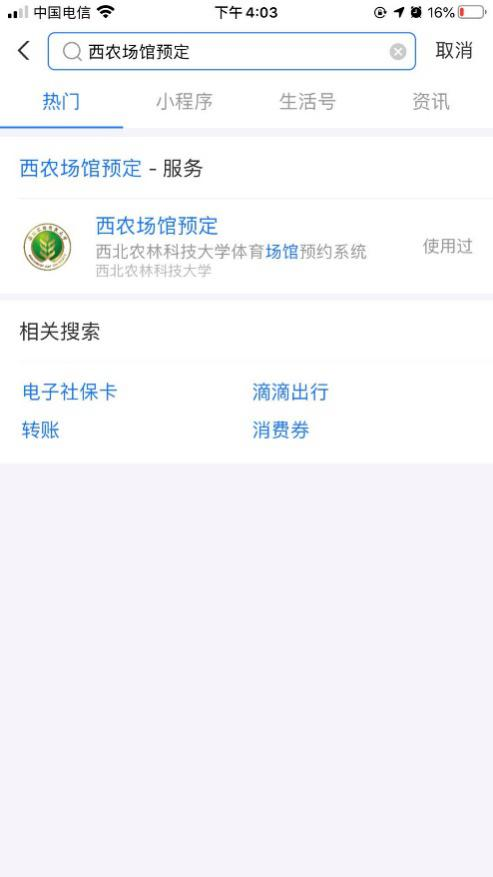 中国电信 下午4:03 16%
西农场馆预定 取消
热门 小程序 生活号 资讯
西农场馆预定 - 服务
西农场馆预定
西北农林科技大学体育场馆预约系统 使用过
西北农林科技大学
相关搜索
电子社保卡 滴滴出行
转账 消费券